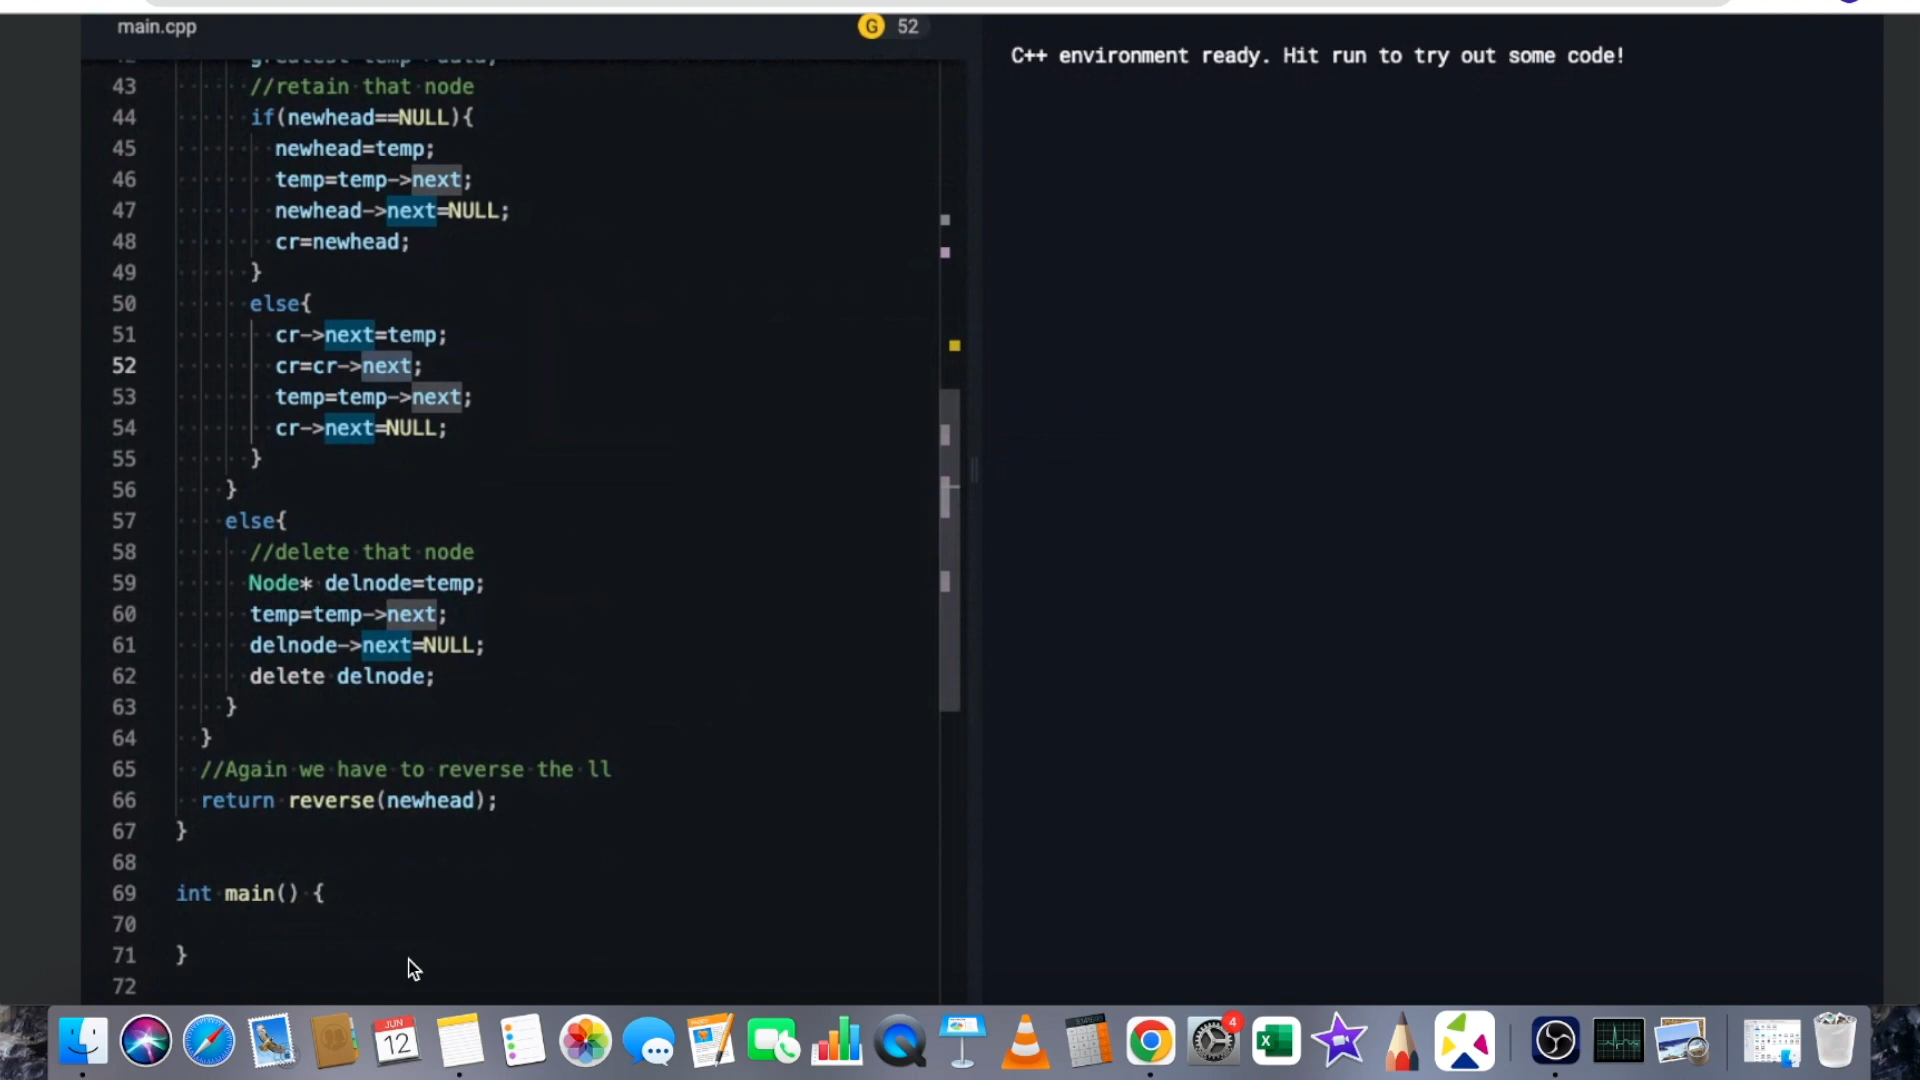 main.cpp
G 52
C++ environment ready. Hit run to try out some code!
43 //retain that node
44 if(newhead==NULL){
45 newhead=temp;
46 temp=temp->next;
47 newhead->next=NULL;
48 cr=newhead;
49 }
50 else{
51 cr->next=temp;
52 cr=cr->next;
53 temp=temp->next;
54 cr->next=NULL;
55 }
56 }
57 else{
58 //delete that node
59 Node* delnode=temp;
60 temp=temp->next;
61 delnode->next=NULL;
62 delete delnode;
63 }
64 }
65 //Again we have to reverse the ll
66 return reverse(newhead);
67 }
68
69 int main() {
70
71 }
72
JUN
12
4
X